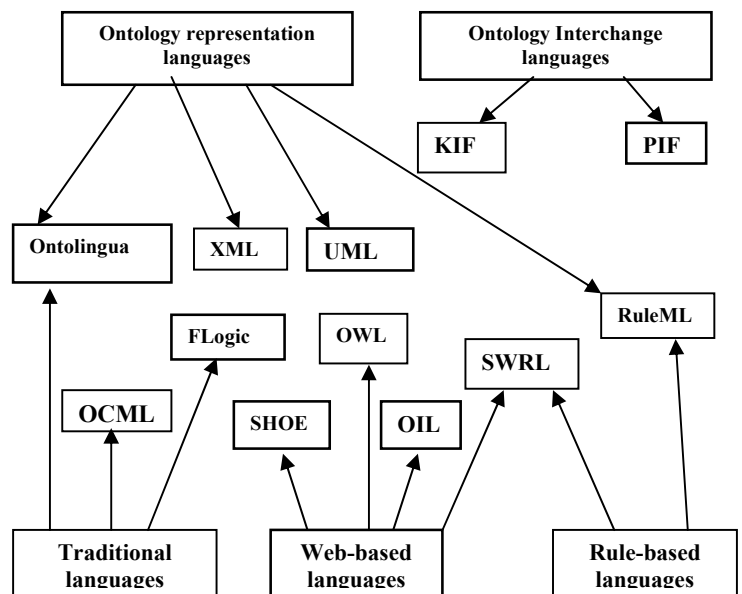 Ontology representation
languages
Ontology Interchange
languages
KIF
PIF
Ontolingua
XML
UML
RuleML
FLogic
OWL
SWRL
OCML
SHOE
OIL
Traditional
languages
Web-based
languages
Rule-based
languages